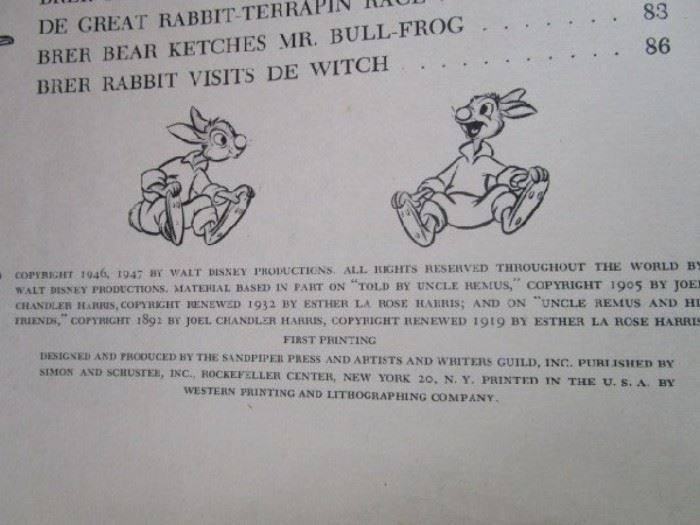 DE GREAT RABBIT-TERRAPIN RACE
BRER BEAR KETCHES MR. BULL-FROG . . . . . . . 83
BRER RABBIT VISITS DE WITCH . . . . . . . . . . . 86
COPYRIGHT 1946, 1947 BY WALT DISNEY PRODUCTIONS. ALL RIGHTS RESERVED THROUGHOUT THE WORLD BY
WALT DISNEY PRODUCTIONS. MATERIAL BASED IN PART ON "TOLD BY UNCLE REMUS," COPYRIGHT 1905 BY JOEL
CHANDLER HARRIS, COPYRIGHT RENEWED 1932 BY ESTHER LA ROSE HARRIS; AND ON "UNCLE REMUS AND HI
FRIENDS," COPYRIGHT 1892 BY JOEL CHANDLER HARRIS, COPYRIGHT RENEWED 1919 BY ESTHER LA ROSE HARRIS
FIRST PRINTING
DESIGNED AND PRODUCED BY THE SANDPIPER PRESS AND ARTISTS AND WRITERS GUILD, INC. PUBLISHED BY
SIMON AND SCHUSTER, INC., ROCKEFELLER CENTER, NEW YORK 20, N. Y. PRINTED IN THE U. S. A. BY
WESTERN PRINTING AND LITHOGRAPHING COMPANY.